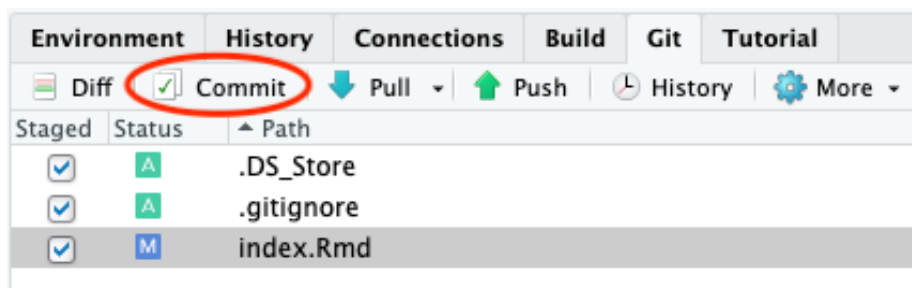 Environment History Connections Build Git Tutorial
Diff Commit Pull Push History More
Staged Status Path
A .DS_Store
A .gitignore
M index.Rmd